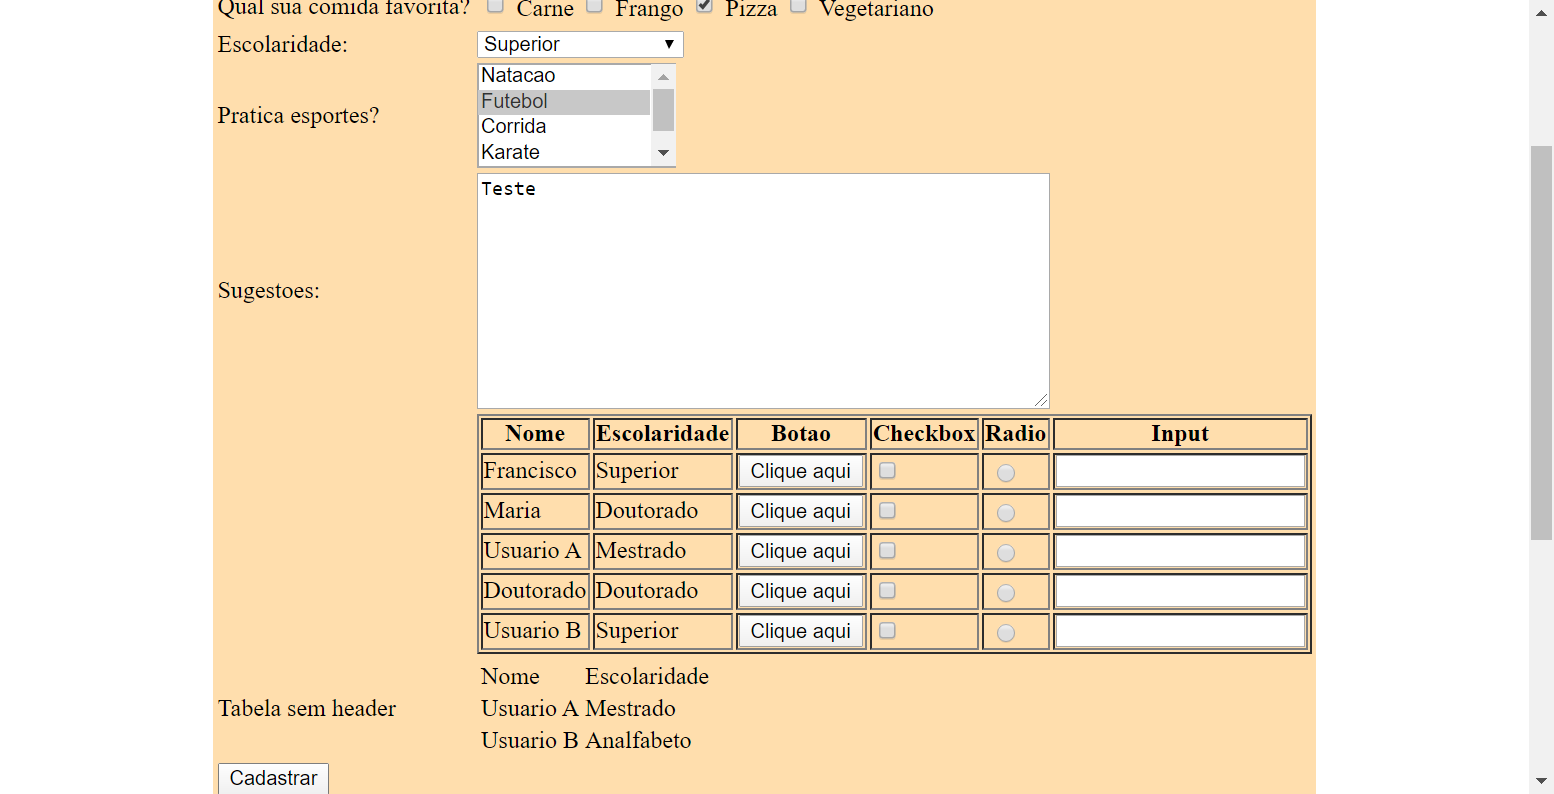 Qual sua comida favorita? Carne Frango Pizza Vegetariano
Escolaridade: Superior
Pratica esportes?
Natacao
Futebol
Corrida
Karate
Sugestoes:
Teste
Nome Escolaridade Botao Checkbox Radio Input
Francisco Superior Clique aqui
Maria Doutorado Clique aqui
Usuario A Mestrado Clique aqui
Doutorado Doutorado Clique aqui
Usuario B Superior Clique aqui
Tabela sem header
Nome Escolaridade
Usuario A Mestrado
Usuario B Analfabeto
Cadastrar